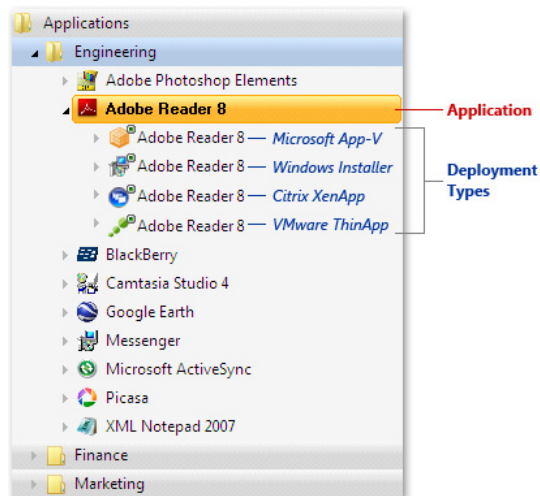 Applications
Engineering
Adobe Photoshop Elements
Adobe Reader 8
Application
Adobe Reader 8 — Microsoft App-V
Adobe Reader 8 — Windows Installer
Deployment
Types
Adobe Reader 8 — Citrix XenApp
Adobe Reader 8 — VMware ThinApp
BlackBerry
Camtasia Studio 4
Google Earth
Messenger
Microsoft ActiveSync
Picasa
XML Notepad 2007
Finance
Marketing